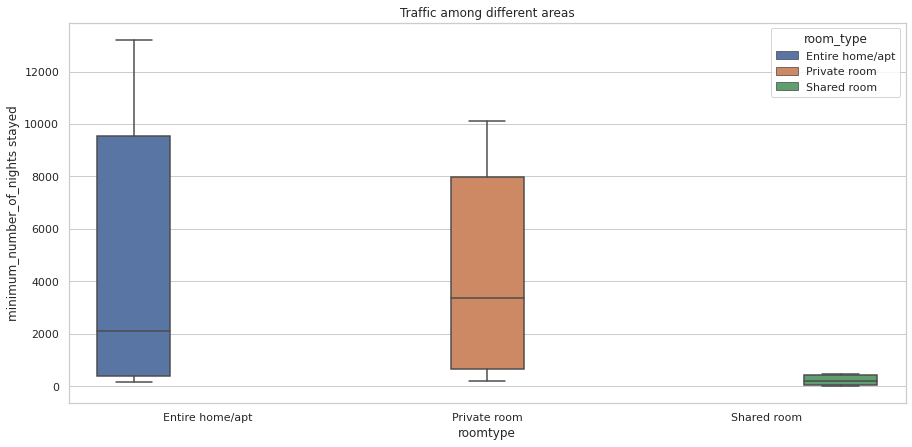 Traffic among different areas
room_type
Entire home/apt
Private room
Shared room
minimum_number_of_nights stayed
12000
10000
8000
6000
4000
2000
0
Entire home/apt Private room Shared room
roomtype